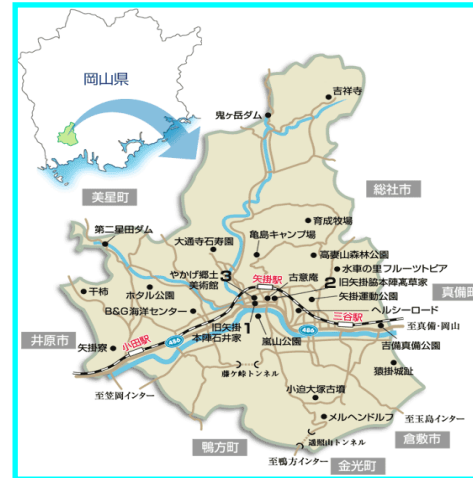 岡山県
吉祥寺
鬼ヶ岳ダム
美星町
総社市
第二星田ダム
育成牧場
大通寺石寿園
亀島キャンプ場
高妻山森林公園
水車の里フルーツトピア
やかげ郷土
美術館
3
矢掛駅
古意庵
2
旧矢掛脇本陣高草家
真備町
干柿
ホタル公園
矢掛運動公園
B&G海洋センター
ヘルシーロード
三谷駅
井原市
小田駅
486
旧矢掛
本陣石井家
1
嵐山公園
486
至真備・岡山
吉備真備公園
矢掛寮
猿掛城趾
藤ケ峠トンネル
至笠岡インター
小迫大塚古墳
メルヘンドルフ
至玉島インター
鴨方町
遥照山トンネル
倉敷市
至鴨方インター
金光町